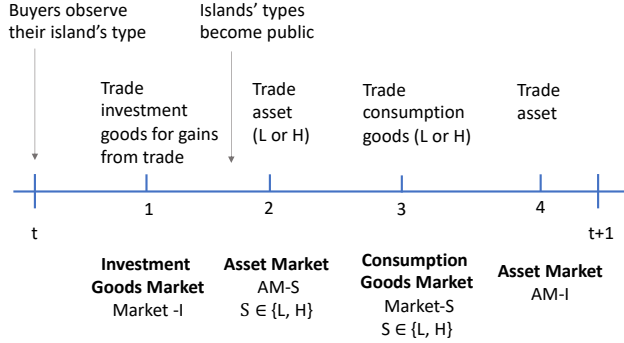 Buyers observe
their island's type
Islands' types
become public
Trade
investment
goods for gains
from trade
Trade
asset
(L or H)
Trade
consumption
goods (L or H)
Trade
asset
1
2
3
4
t
t+1
Investment
Goods Market
Market -I
Asset Market
AM-S
S ∈ {L, H}
Consumption
Goods Market
Market-S
S ∈ {L, H}
Asset Market
AM-I